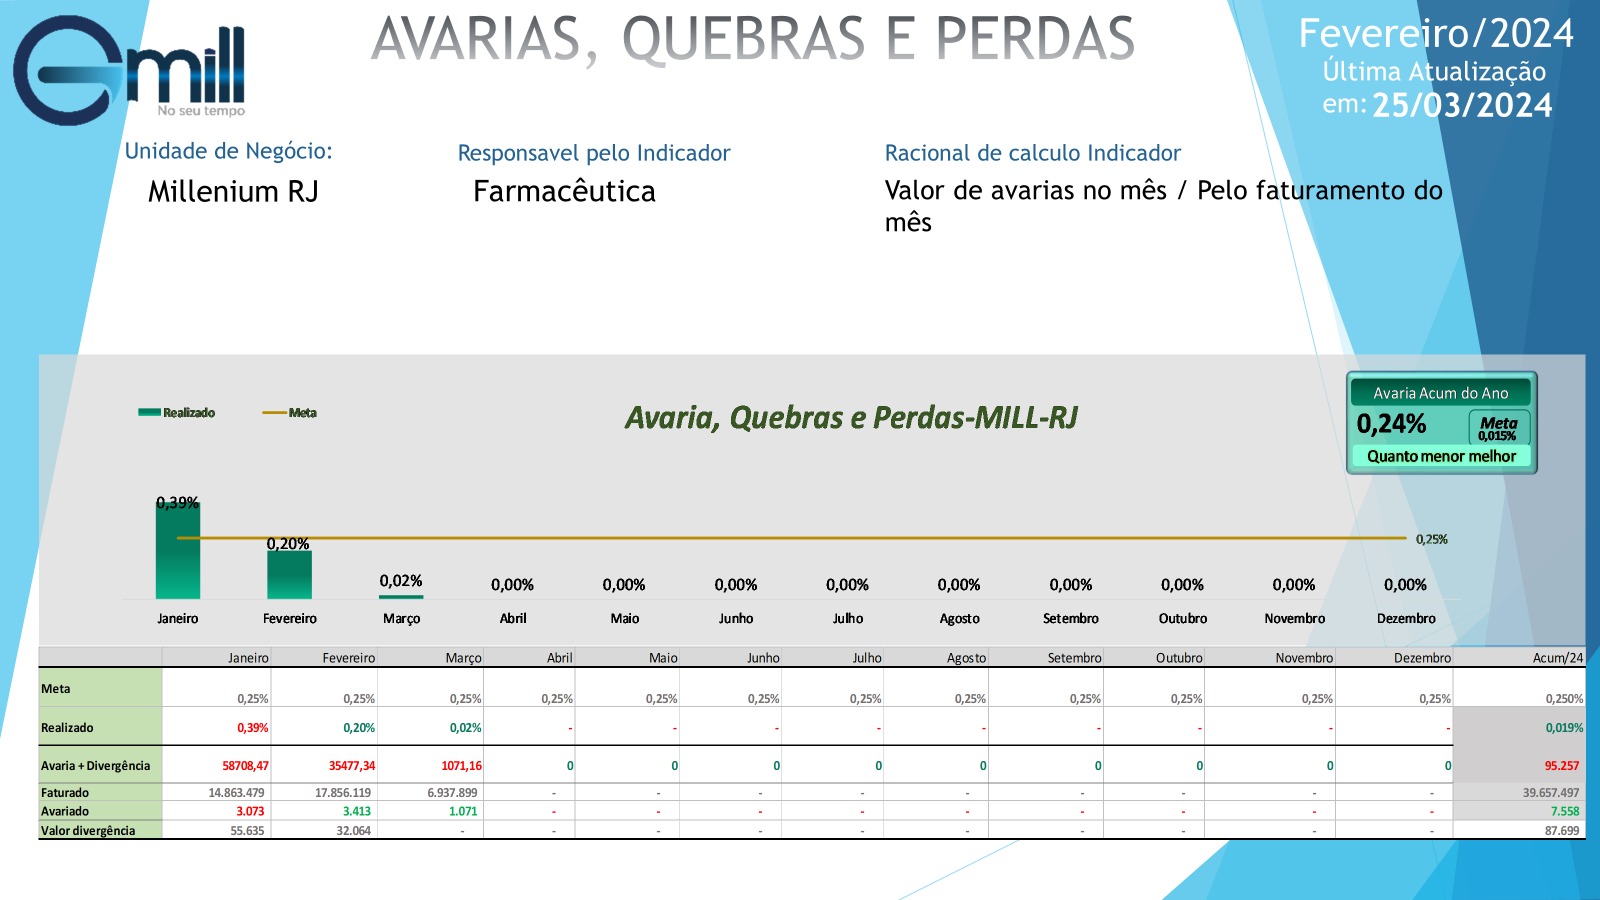 mill
No seu tempo
AVARIAS, QUEBRAS E PERDAS
Fevereiro/2024
Última Atualização
em: 25/03/2024
Unidade de Negócio:
Millenium RJ
Responsavel pelo Indicador
Farmacêutica
Racional de calculo Indicador
Valor de avarias no mês / Pelo faturamento do
mês
Realizado Meta
Avaria, Quebras e Perdas-MILL-RJ
Avaria Acum do Ano
0,24% Meta
0,015%
Quanto menor melhor
0,39%
0,20%
0,25%
0,02% 0,00% 0,00% 0,00% 0,00% 0,00% 0,00% 0,00% 0,00% 0,00%
Janeiro Fevereiro Março Abril Maio Junho Julho Agosto Setembro Outubro Novembro Dezembro
Janeiro Fevereiro Março Abril Maio Junho Julho Agosto Setembro Outubro Novembro Dezembro Acum/24
Meta 0,25% 0,25% 0,25% 0,25% 0,25% 0,25% 0,25% 0,25% 0,25% 0,25% 0,25% 0,25% 0,250%
Realizado 0,39% 0,20% 0,02% - - - - - - - - - 0,019%
Avaria + Divergência 58708,47 35477,34 1071,16 0 0 0 0 0 0 0 0 0 95.257
Faturado 14.863.479 17.856.119 6.937.899 - - - - - - - - - 39.657.497
Avariado 3.073 3.413 1.071 - - - - - - - - - 7.558
Valor divergência 55.635 32.064 - - - - - - - - - - 87.699